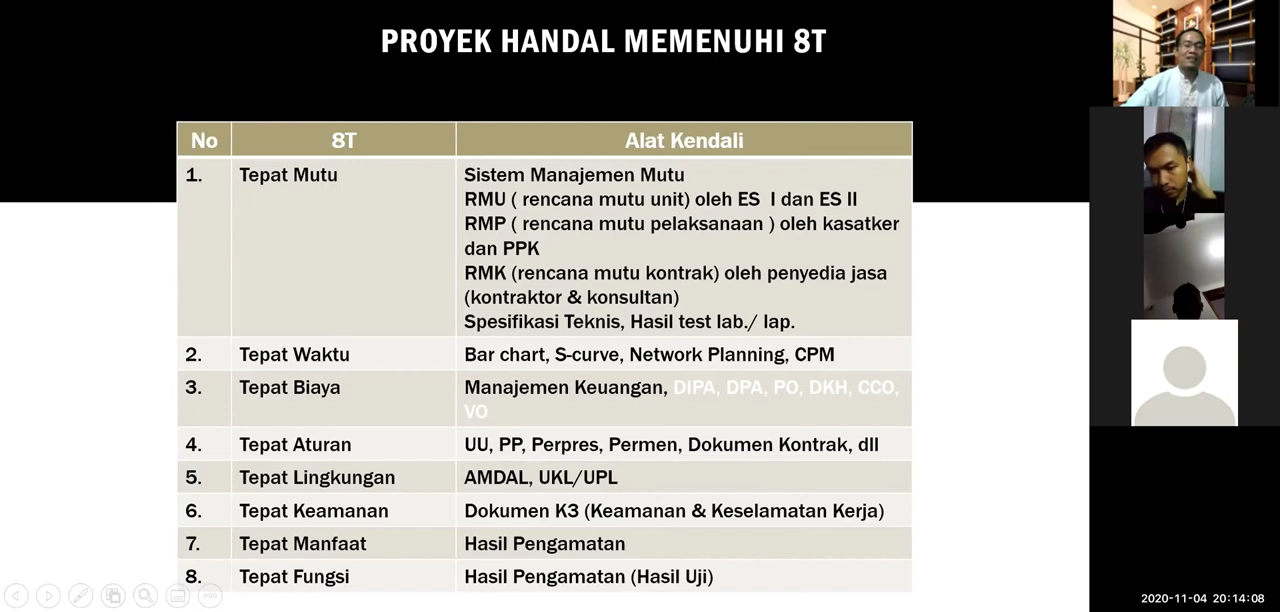 PROYEK HANDAL MEMENUHI 8T
No 8T Alat Kendali
1. Tepat Mutu Sistem Manajemen Mutu
RMU ( rencana mutu unit) oleh ES I dan ES II
RMP ( rencana mutu pelaksanaan ) oleh kasatker
dan PPK
RMK (rencana mutu kontrak) oleh penyedia jasa
(kontraktor & konsultan)
Spesifikasi Teknis, Hasil test lab./ lap.
2. Tepat Waktu Bar chart, S-curve, Network Planning, CPM
3. Tepat Biaya Manajemen Keuangan, DIPA, DPA, PO, DKH, CCO,
VO
4. Tepat Aturan UU, PP, Perpres, Permen, Dokumen Kontrak, dll
5. Tepat Lingkungan AMDAL, UKL/UPL
6. Tepat Keamanan Dokumen K3 (Keamanan & Keselamatan Kerja)
7. Tepat Manfaat Hasil Pengamatan
8. Tepat Fungsi Hasil Pengamatan (Hasil Uji)
2020-11-04 20:14:08